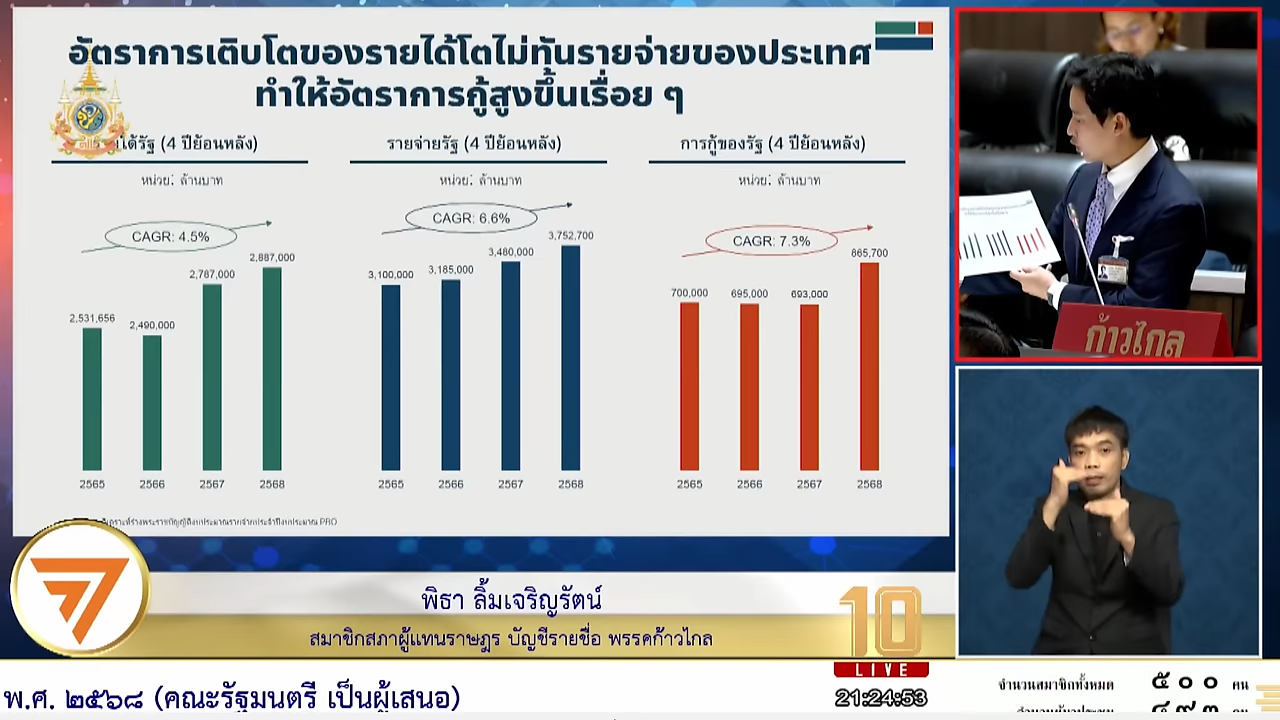 อัตราการเติบโตของรายได้โตไม่ทันรายจ่ายของประเทศ
ทำให้อัตราการกู้สูงขึ้นเรื่อย ๆ
ได้รัฐ (4 ปีย้อนหลัง)
หน่วย: ล้านบาท
CAGR: 4.5%
2,531,656
2,490,000
2,787,000
2,887,000
2565 2566 2567 2568
รายจ่ายรัฐ (4 ปีย้อนหลัง)
หน่วย: ล้านบาท
CAGR: 6.6%
3,100,000
3,185,000
3,480,000
3,752,700
2565 2566 2567 2568
การกู้ของรัฐ (4 ปีย้อนหลัง)
หน่วย: ล้านบาท
CAGR: 7.3%
700,000
695,000
693,000
865,700
2565 2566 2567 2568
PBO
ก้าวไกล
พิธา ลิ้มเจริญรัตน์
สมาชิกสภาผู้แทนราษฎร บัญชีรายชื่อ พรรคก้าวไกล
10
LIVE
21:24:53
พ.ศ. ๒๕๖๘ (คณะรัฐมนตรี เป็นผู้เสนอ)
จำนวนสมาชิกทั้งหมด ๕๐๐ คน